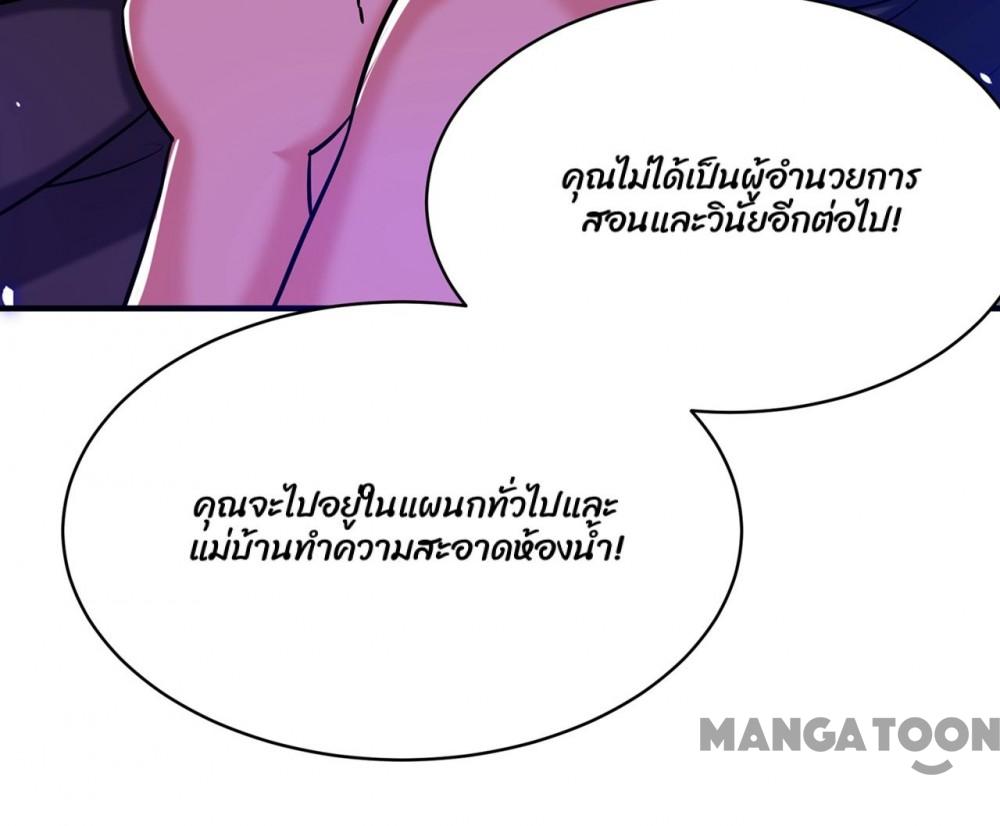 คุณไม่ได้เป็นผู้อำนวยการ
สอนและวินัยอีกต่อไป!
คุณจะไปอยู่ในแผนกทั่วไปและ
แม่บ้านทำความสะอาดห้องน้ำ!
MANGATOON